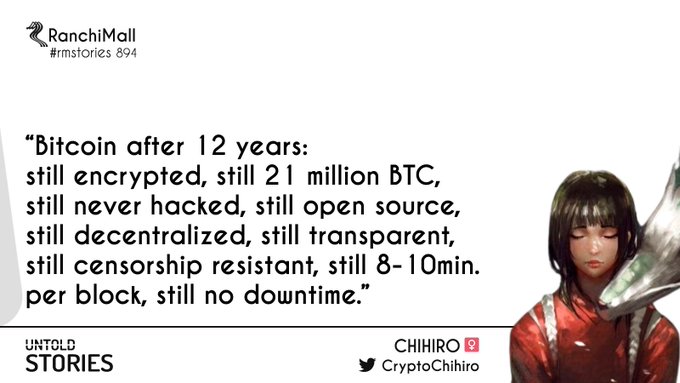 RanchiMall
#rmstories 894
“Bitcoin after 12 years:
still encrypted, still 21 million BTC,
still never hacked, still open source,
still decentralized, still transparent,
still censorship resistant, still 8-10min.
per block, still no downtime.”
UNTOLD
STORIES
CHIHIRO
CryptoChihiro